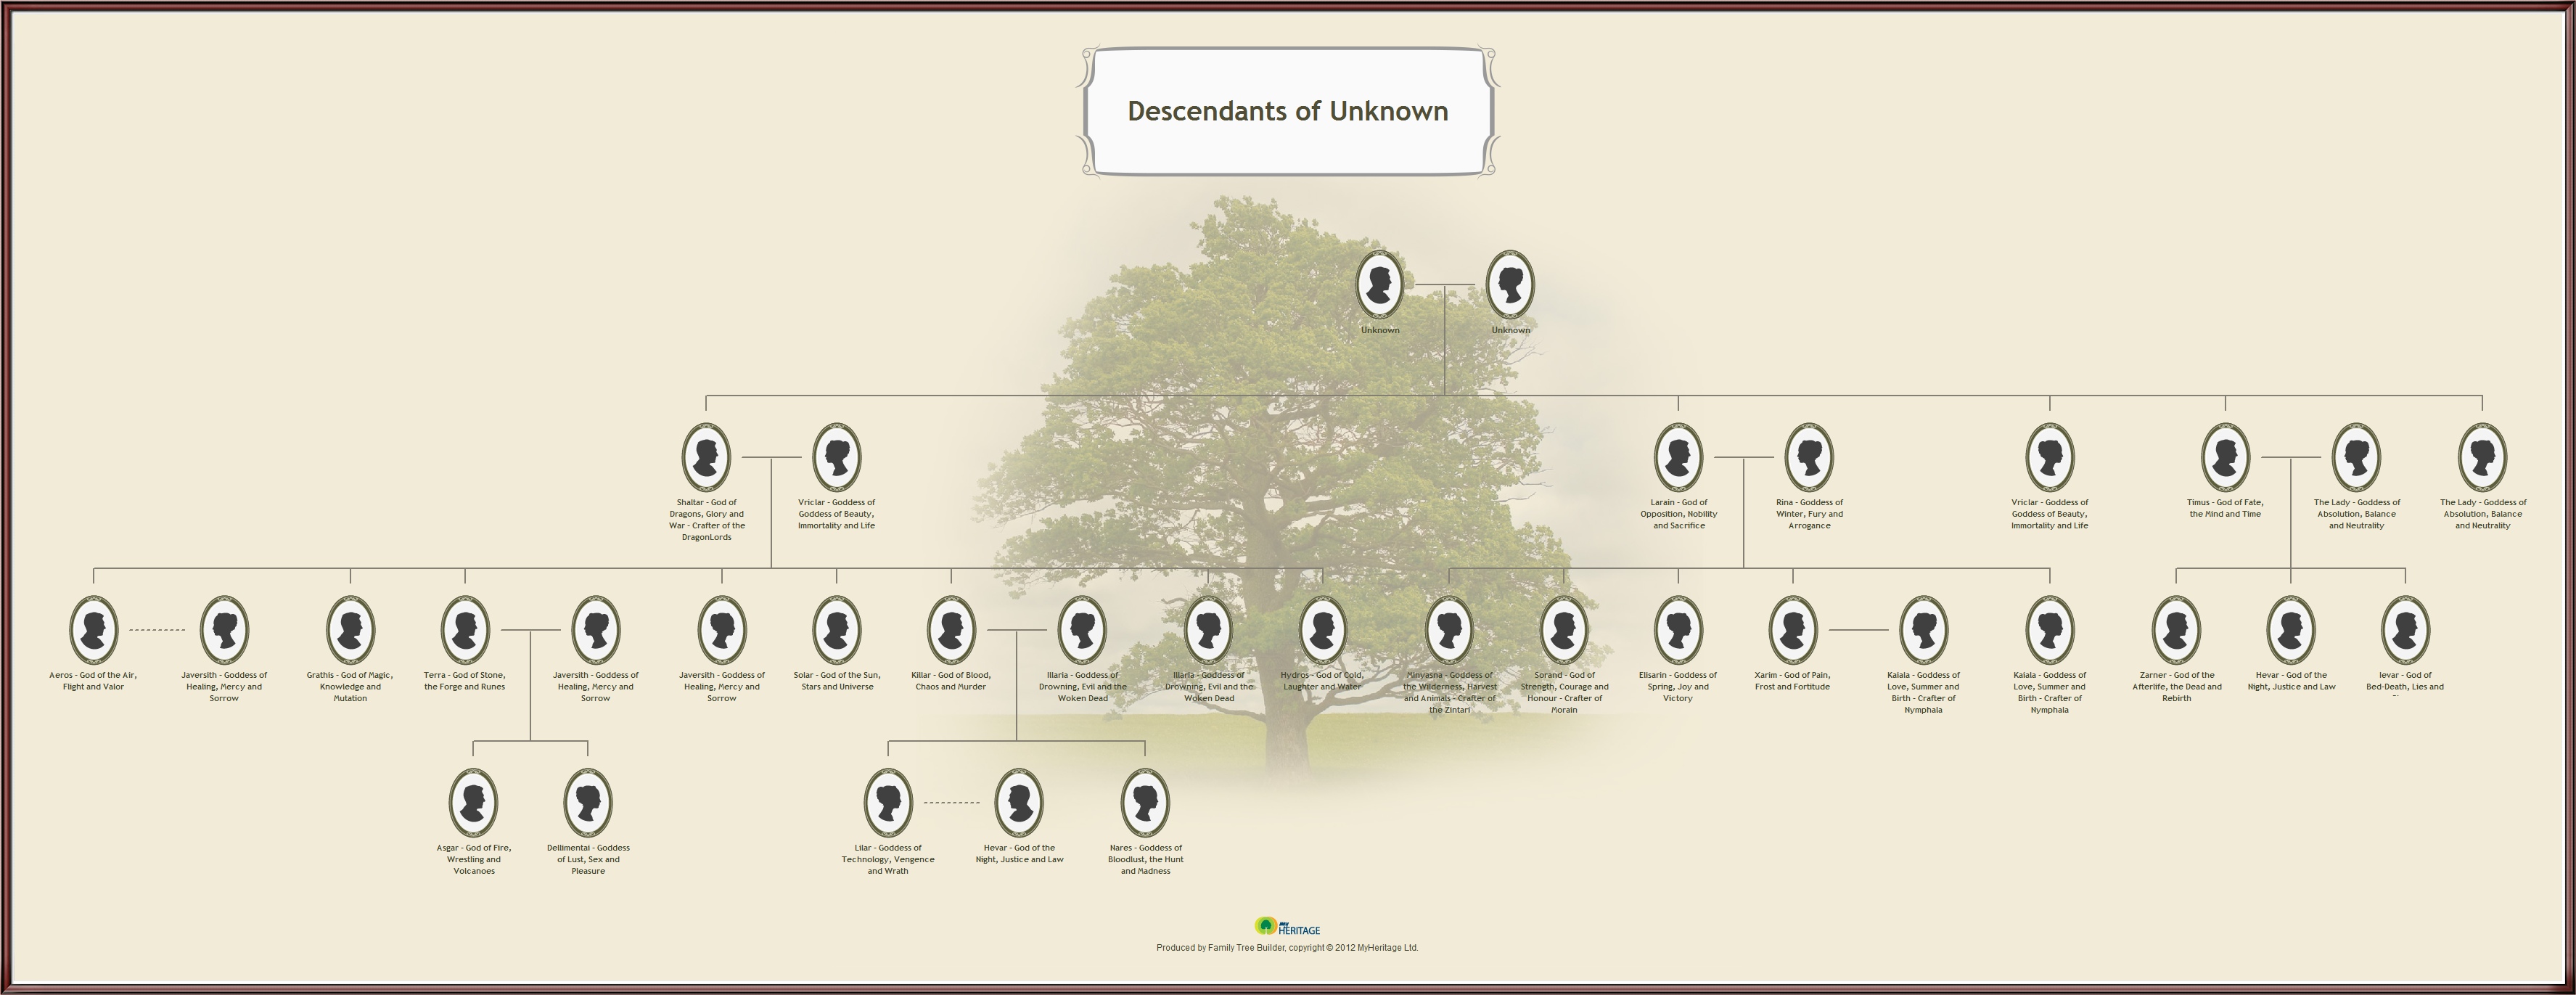 Descendants of Unknown
Unknown
Unknown
Shaltar - God of
Dragons, Glory and
War - Crafter of the
DragonLords
Vriclar - Goddess of
Goddess of Beauty,
Immortality and Life
Larain - God of
Opposition, Nobility
and Sacrifice
Rina - Goddess of
Winter, Fury and
Arrogance
Vriclar - Goddess of
Goddess of Beauty,
Immortality and Life
Timus - God of Fate,
the Mind and Time
The Lady - Goddess of
Absolution, Balance
and Neutrality
The Lady - Goddess of
Absolution, Balance
and Neutrality
Aeros - God of the Air,
Flight and Valor
Javersith - Goddess of
Healing, Mercy and
Sorrow
Grathis - God of Magic,
Knowledge and
Mutation
Terra - God of Stone,
the Forge and Runes
Javersith - Goddess of
Healing, Mercy and
Sorrow
Javersith - Goddess of
Healing, Mercy and
Sorrow
Solar - God of the Sun,
Stars and Universe
Killar - God of Blood,
Chaos and Murder
Illaria - Goddess of
Drowning, Evil and the
Woken Dead
Illaria - Goddess of
Drowning, Evil and the
Woken Dead
Hydros - God of Cold,
Laughter and Water
Minyasna - Goddess of
the Wilderness, Harvest
and Animals - Crafter of
the Zintari
Sorand - God of
Strength, Courage and
Honour - Crafter of
Morain
Elisarin - Goddess of
Spring, Joy and
Victory
Xarim - God of Pain,
Frost and Fortitude
Kaiala - Goddess of
Love, Summer and
Birth - Crafter of
Nymphala
Kaiala - Goddess of
Love, Summer and
Birth - Crafter of
Nymphala
Zarner - God of the
Afterlife, the Dead and
Rebirth
Hevar - God of the
Night, Justice and Law
Ievar - God of
Bed-Death, Lies and
Asgar - God of Fire,
Wrestling and
Volcanoes
Dellimentai - Goddess
of Lust, Sex and
Pleasure
Lilar - Goddess of
Technology, Vengence
and Wrath
Hevar - God of the
Night, Justice and Law
Nares - Goddess of
Bloodlust, the Hunt
and Madness
My
HERITAGE
Produced by Family Tree Builder, copyright © 2012 MyHeritage Ltd.